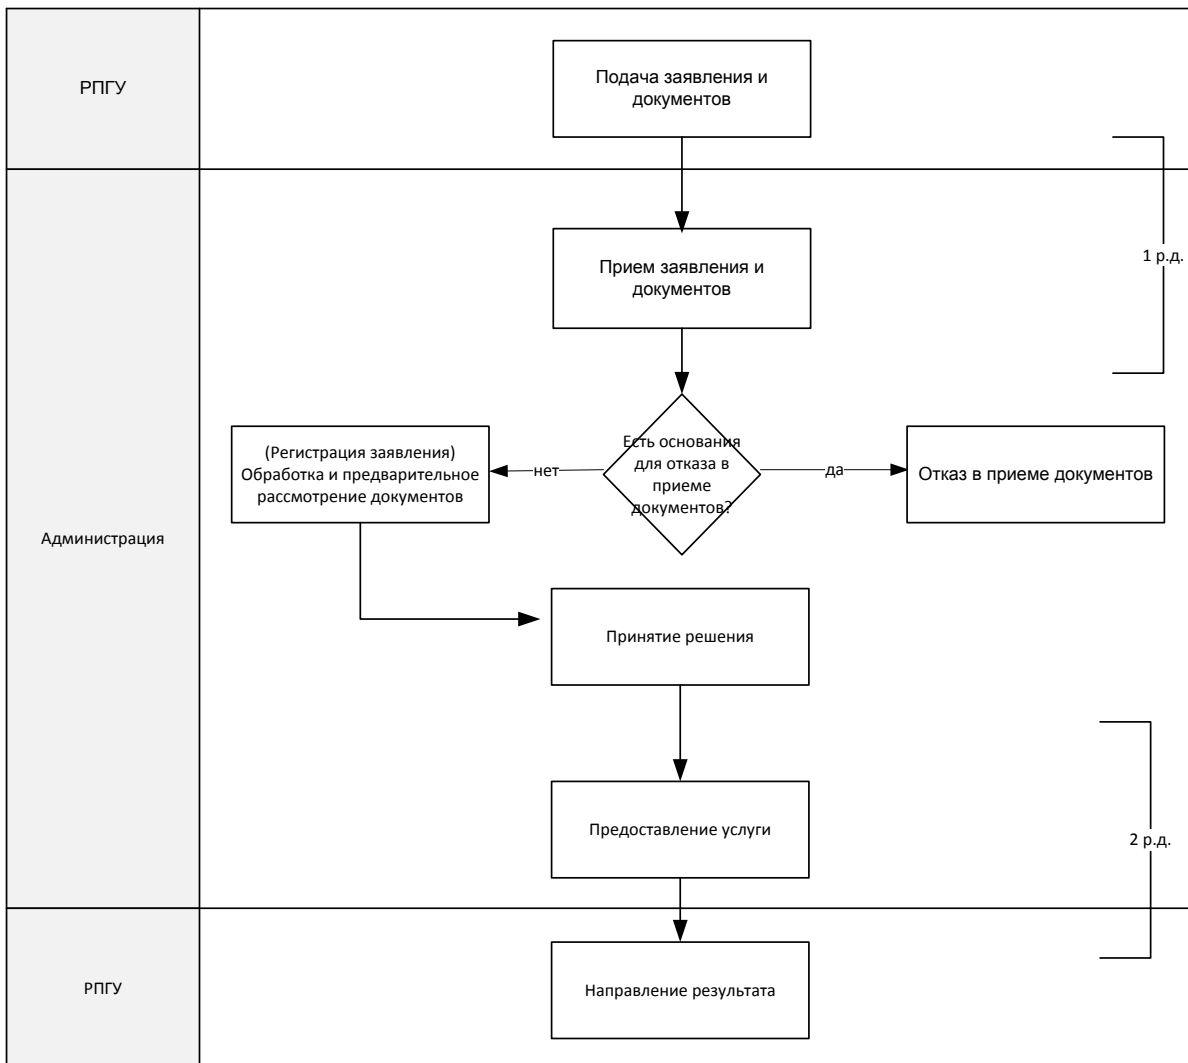 РПГУ
Подача заявления и
документов
Прием заявления и
документов
1 р.д.
Администрация
(Регистрация заявления)
Обработка и предварительное
рассмотрение документов
нет
Есть основания
для отказа в
приеме
документов?
да
Отказ в приеме документов
Принятие решения
Предоставление услуги
2 р.д.
РПГУ
Направление результата